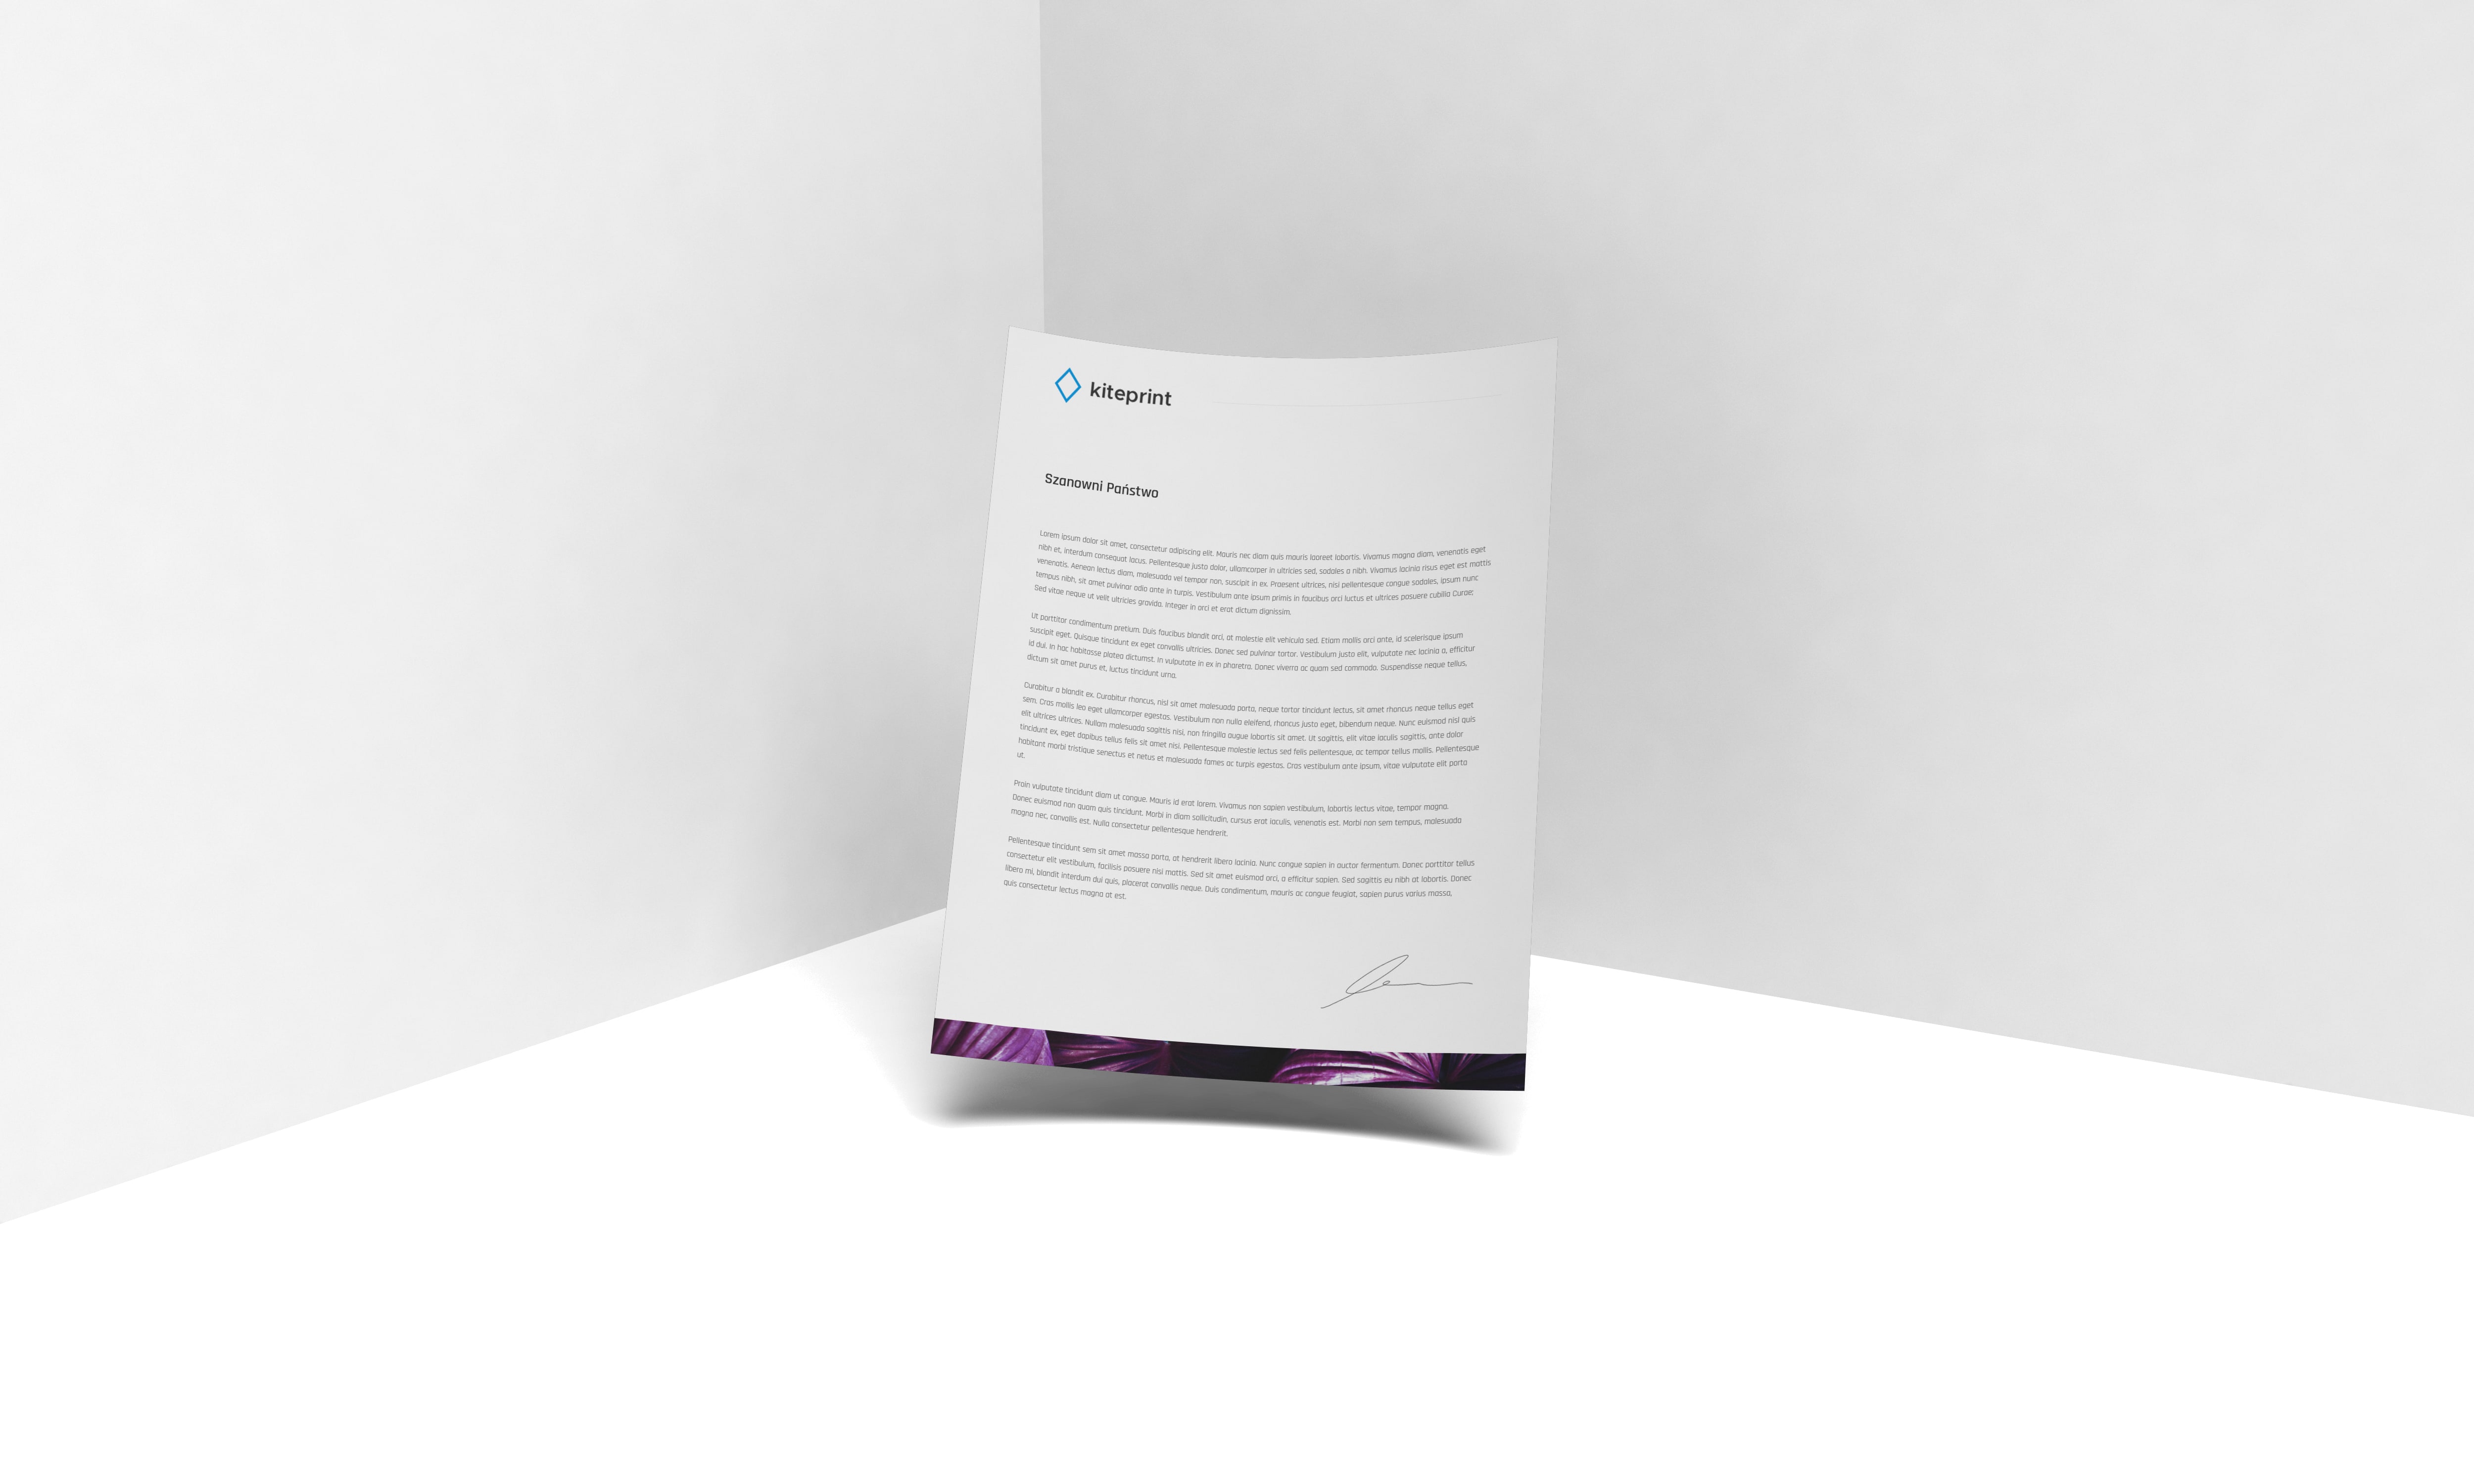 kiteprint
Szanowni Państwo
Lorem ipsum dolor sit amet, consectetur adipiscing elit. Mauris nec diam quis mauris laoreet lobortis. Vivamus magna diam, venenatis eget
nibh et, interdum consequat lacus. Pellentesque justo dolor, ullamcorper in ultricies sed, sodales a nibh. Vivamus lacinia risus eget est mattis
venenatis. Aenean lectus diam, malesuada vel tempor non, suscipit in ex. Praesent ultrices, nisi pellentesque congue sodales, ipsum nunc
tempus nibh, sit amet pulvinar odio ante in turpis. Vestibulum ante ipsum primis in faucibus orci luctus et ultrices posuere cubilia Curae;
Sed vitae neque ut velit ultricies gravida. Integer in orci et erat dictum dignissim.
Ut porttitor condimentum pretium. Duis faucibus blandit orci, at molestie elit vehicula sed. Etiam mollis orci ante, id scelerisque ipsum
suscipit eget. Quisque tincidunt ex eget convallis ultricies. Donec sed pulvinar tortor. Vestibulum justo elit, vulputate nec lacinia a, efficitur
id dui. In hac habitasse platea dictumst. In vulputate in ex in pharetra. Donec viverra ac quam sed commodo. Suspendisse neque tellus,
dictum sit amet purus et, luctus tincidunt urna.
Curabitur a blandit ex. Curabitur rhoncus, nisl sit amet malesuada porta, neque tortor tincidunt lectus, sit amet rhoncus neque tellus eget
sem. Cras mollis leo eget ullamcorper egestas. Vestibulum non nulla eleifend, rhoncus justo eget, bibendum neque. Nunc euismod nisl quis
elit ultrices ultrices. Nullam malesuada sagittis nisi, non fringilla augue lobortis sit amet. Ut sagittis, elit vitae iaculis sagittis, ante dolor
tincidunt ex, eget dapibus tellus felis sit amet nisi. Pellentesque molestie lectus sed felis pellentesque, ac tempor tellus mollis. Pellentesque
habitant morbi tristique senectus et netus et malesuada fames ac turpis egestas. Cras vestibulum ante ipsum, vitae vulputate elit porta
ut.
Proin vulputate tincidunt diam ut congue. Mauris id erat lorem. Vivamus non sapien vestibulum, lobortis lectus vitae, tempor magna.
Donec euismod non quam quis tincidunt. Morbi in diam sollicitudin, cursus erat iaculis, venenatis est. Morbi non sem tempus, malesuada
magna nec, convallis est. Nulla consectetur pellentesque hendrerit.
Pellentesque tincidunt sem sit amet massa porta, at hendrerit libero lacinia. Nunc congue sapien in auctor fermentum. Donec porttitor tellus
consectetur elit vestibulum, facilisis posuere nisi mattis. Sed sit amet euismod orci, a efficitur sapien. Sed sagittis eu nibh at lobortis. Donec
libero mi, blandit interdum dui quis, placerat convallis neque. Duis condimentum, mauris ac congue feugiat, sapien purus varius massa,
quis consectetur lectus magna at est.